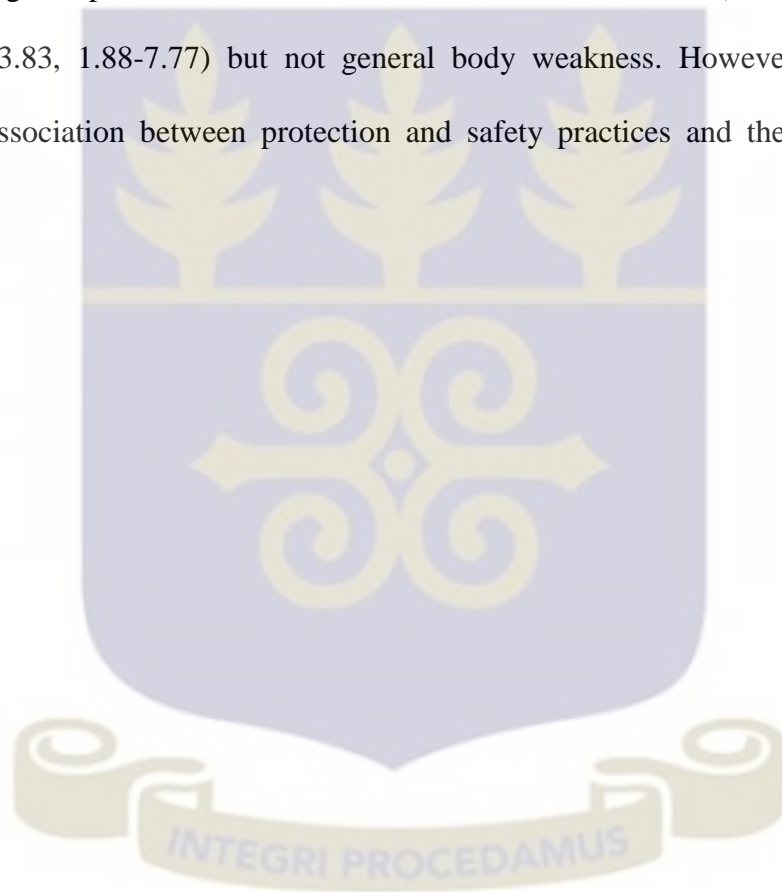 3.83, 1.88-7.77) but not general body weakness. Howeve
ssociation between protection and safety practices and the
INTEGRI PROCEDAMUS